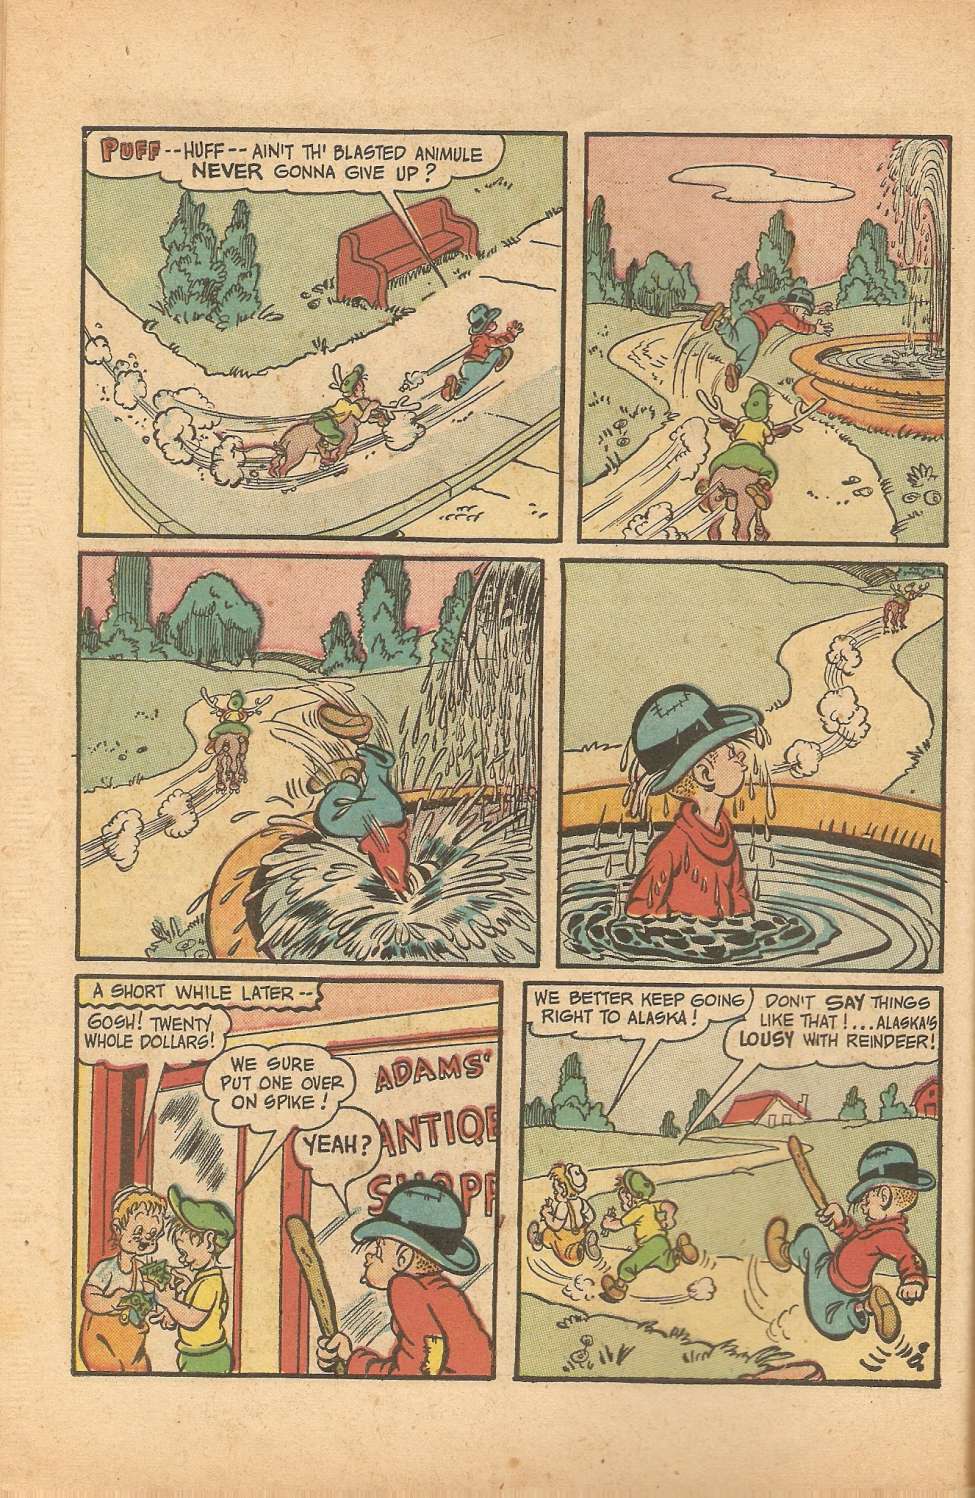 PUFF--HUFF--AIN'T TH' BLASTED ANIMULE
NEVER GONNA GIVE UP?
A SHORT WHILE LATER--
GOSH! TWENTY
WHOLE DOLLARS!
WE SURE
PUT ONE OVER
ON SPIKE!
YEAH?
ADAMS'
ANTIQE
SHOPP
WE BETTER KEEP GOING
RIGHT TO ALASKA!
DON'T SAY THINGS
LIKE THAT!...ALASKA'S
LOUSY WITH REINDEER!